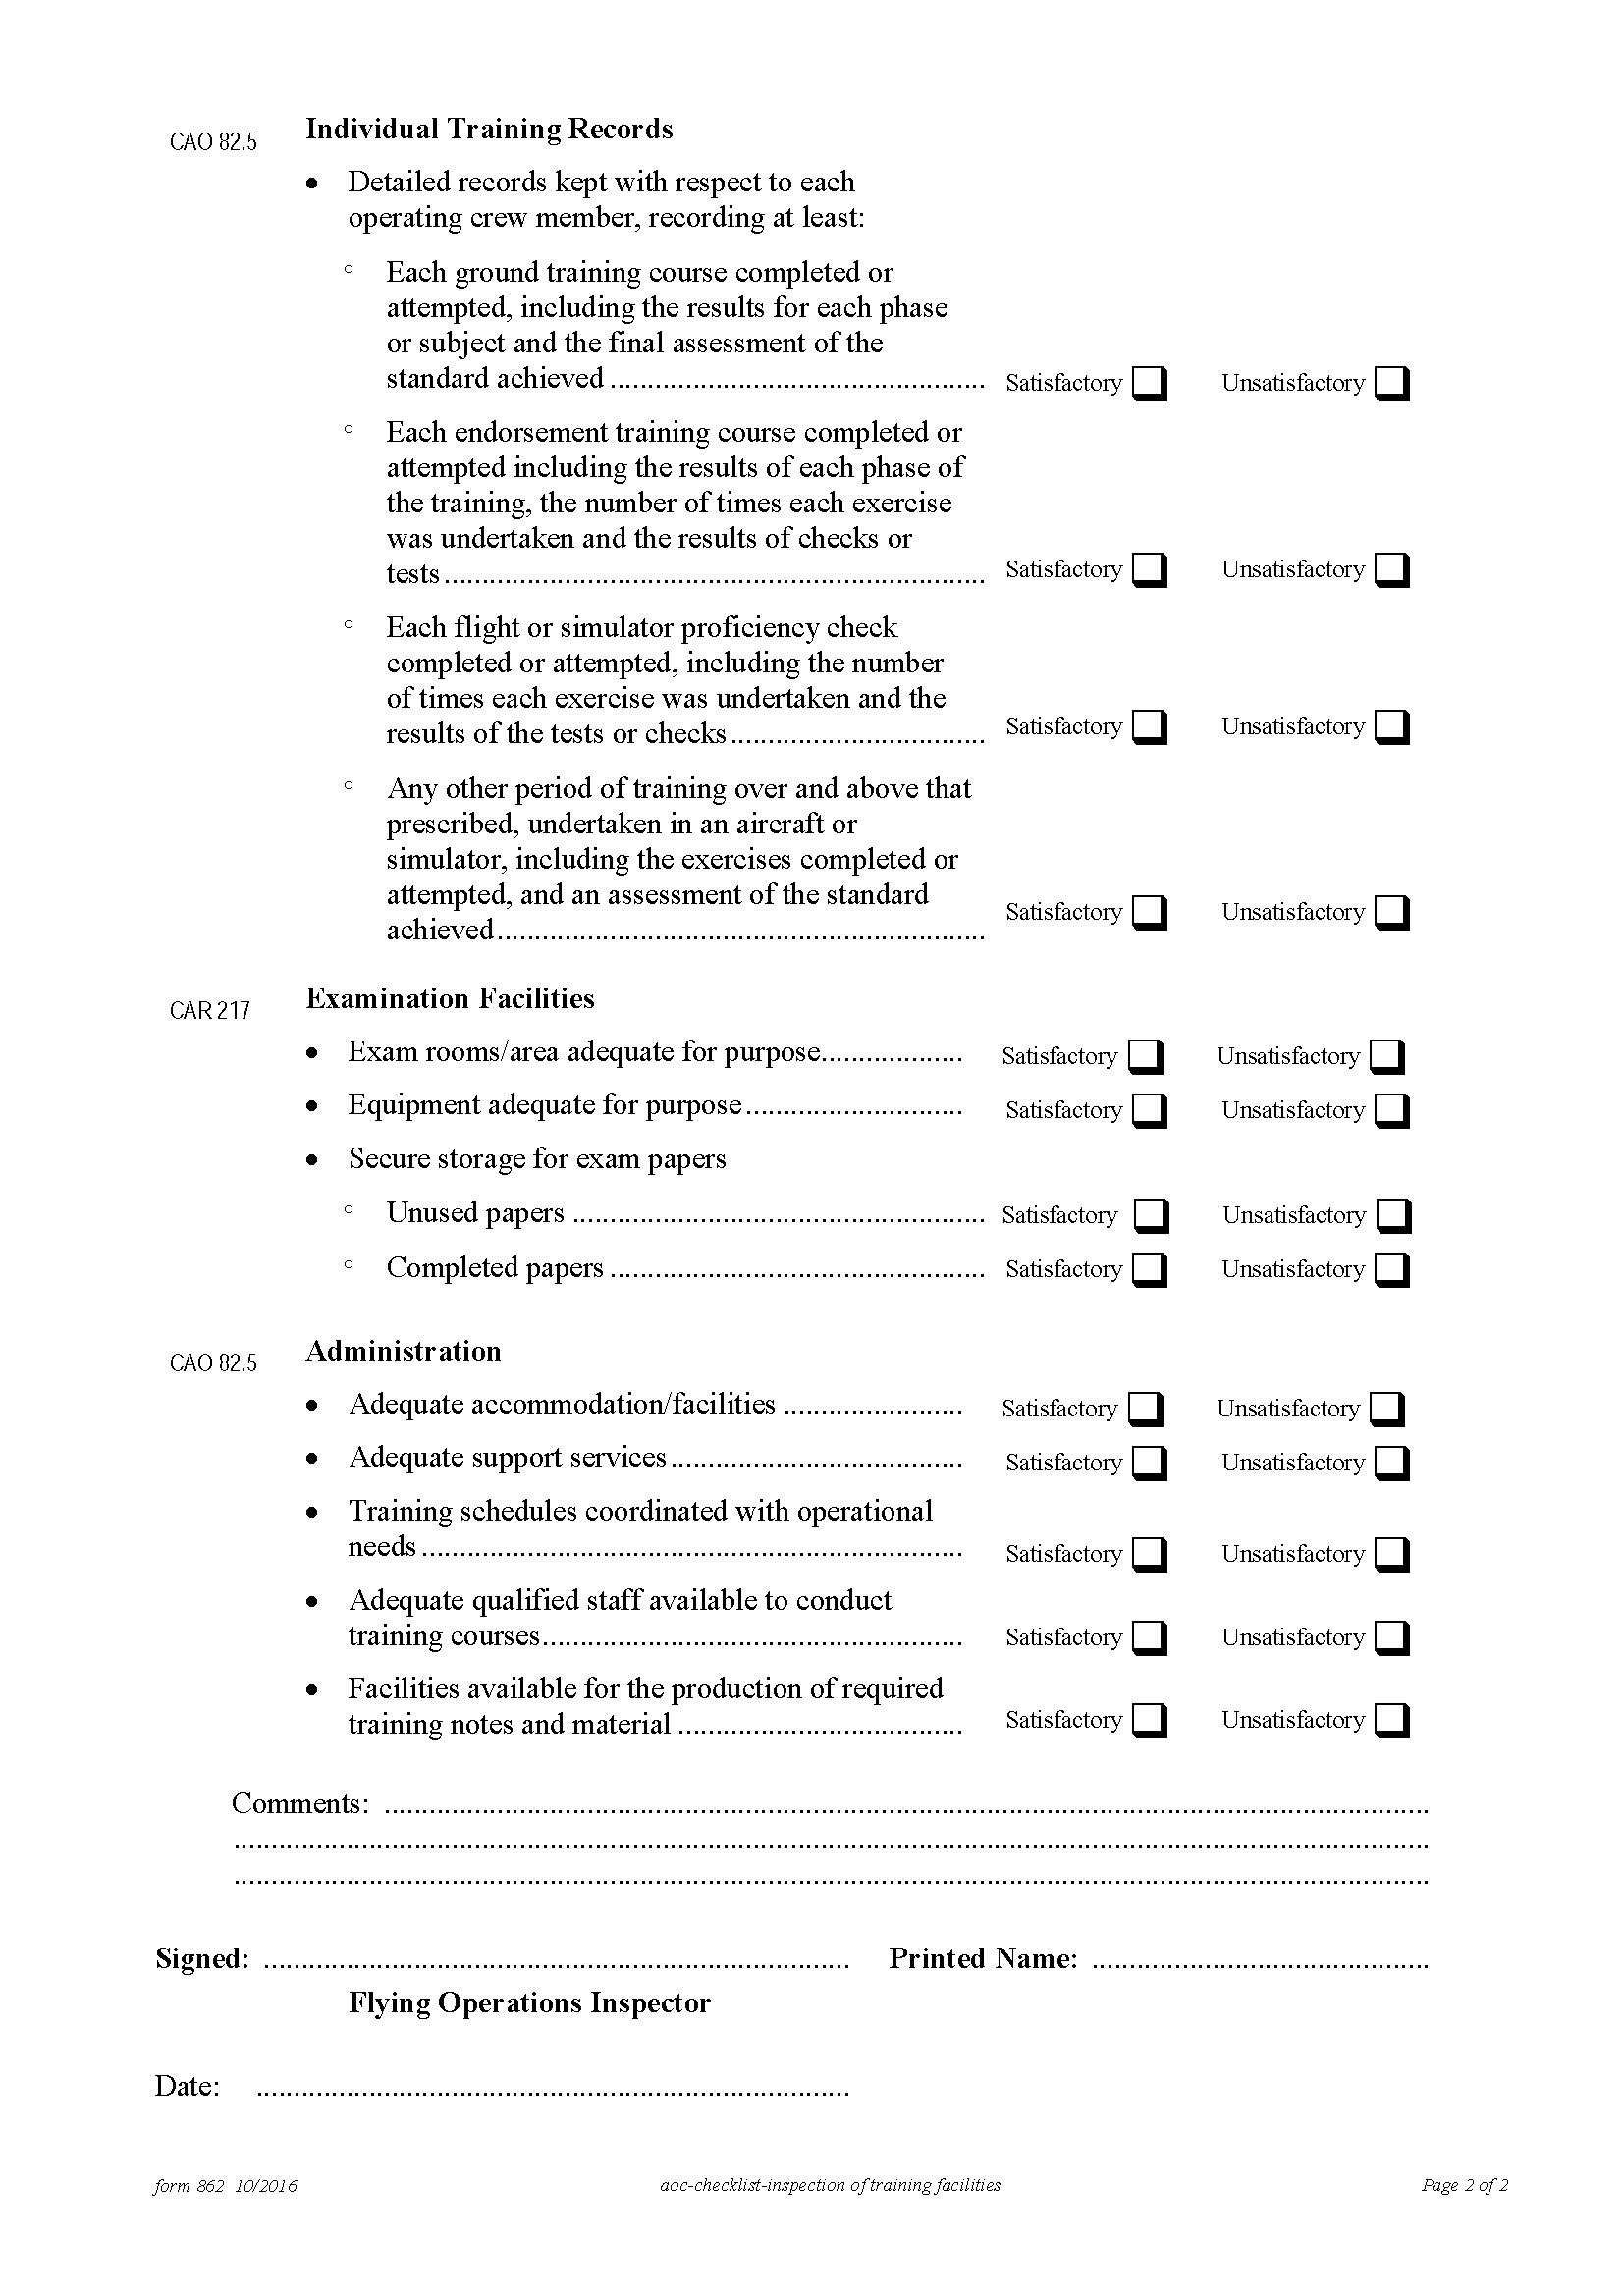 CAO 82.5 Individual Training Records
• Detailed records kept with respect to each
operating crew member, recording at least:
° Each ground training course completed or
attempted, including the results for each phase
or subject and the final assessment of the
standard achieved .................................................. Satisfactory Unsatisfactory
° Each endorsement training course completed or
attempted including the results of each phase of
the training, the number of times each exercise
was undertaken and the results of checks or
tests ........................................................................ Satisfactory Unsatisfactory
° Each flight or simulator proficiency check
completed or attempted, including the number
of times each exercise was undertaken and the
results of the tests or checks .................................. Satisfactory Unsatisfactory
° Any other period of training over and above that
prescribed, undertaken in an aircraft or
simulator, including the exercises completed or
attempted, and an assessment of the standard
achieved ................................................................. Satisfactory Unsatisfactory
CAR 217 Examination Facilities
• Exam rooms/area adequate for purpose ................... Satisfactory Unsatisfactory
• Equipment adequate for purpose ............................. Satisfactory Unsatisfactory
• Secure storage for exam papers
° Unused papers ....................................................... Satisfactory Unsatisfactory
° Completed papers .................................................. Satisfactory Unsatisfactory
CAO 82.5 Administration
• Adequate accommodation/facilities ........................ Satisfactory Unsatisfactory
• Adequate support services ....................................... Satisfactory Unsatisfactory
• Training schedules coordinated with operational
needs ........................................................................ Satisfactory Unsatisfactory
• Adequate qualified staff available to conduct
training courses ........................................................ Satisfactory Unsatisfactory
• Facilities available for the production of required
training notes and material ...................................... Satisfactory Unsatisfactory
Comments: ............................................................................................................................................
................................................................................................................................................................
................................................................................................................................................................
Signed: .............................................................................. Printed Name: .............................................
Flying Operations Inspector
Date: ...............................................................................
form 862 10/2016 aoc-checklist-inspection of training facilities Page 2 of 2